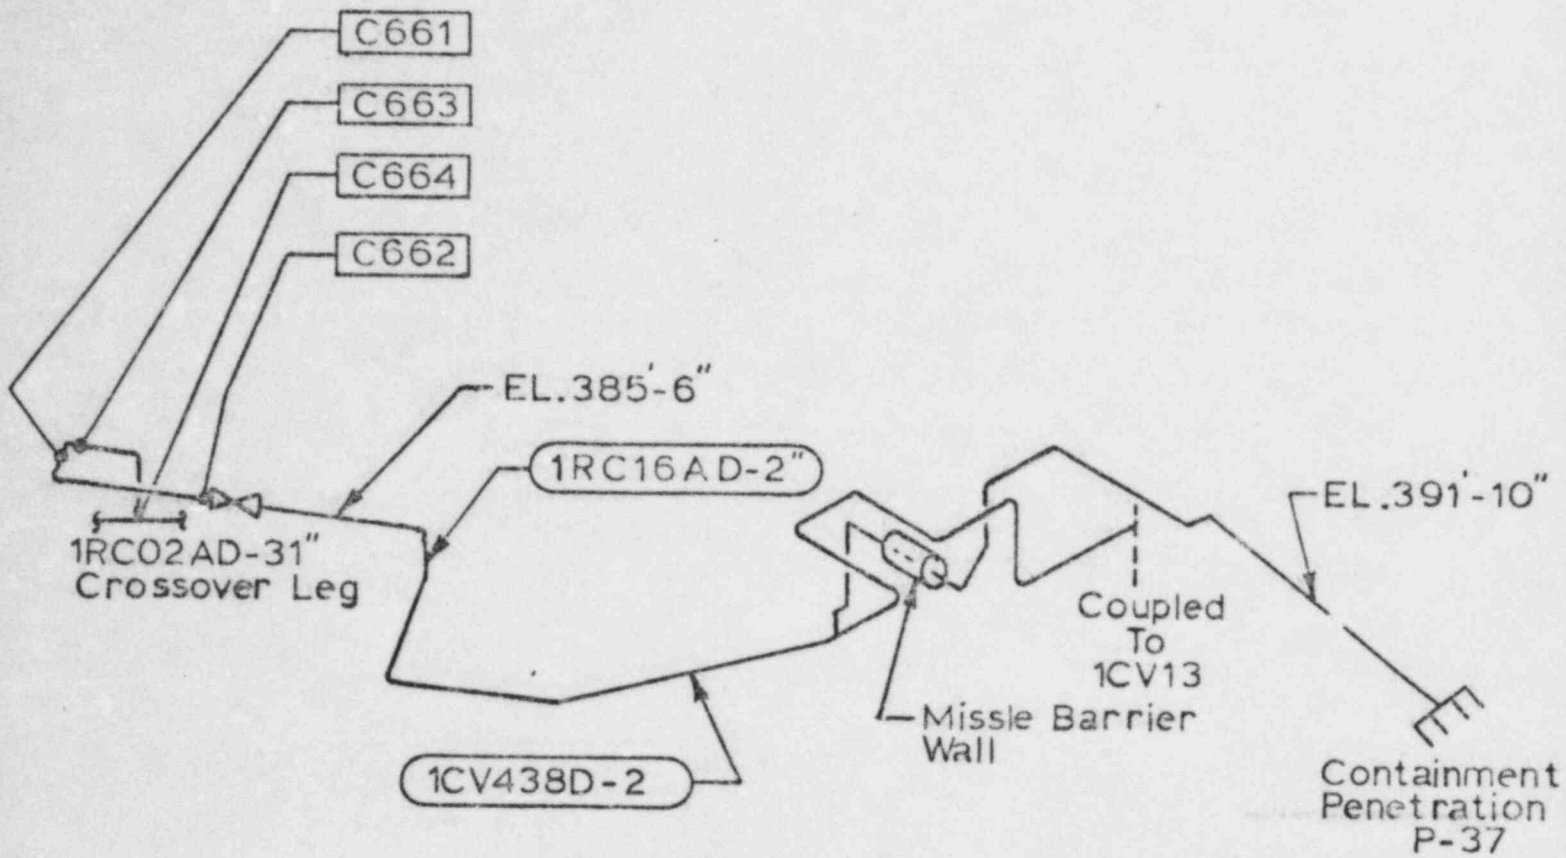 C661
C663
C664
C662
EL.385'-6"
1RC16AD-2"
EL.391'-10"
1RC02AD-31"
Crossover Leg
Coupled
To
1CV13
Missle Barrier
Wall
1CV438D-2
Containment
Penetration
P-37